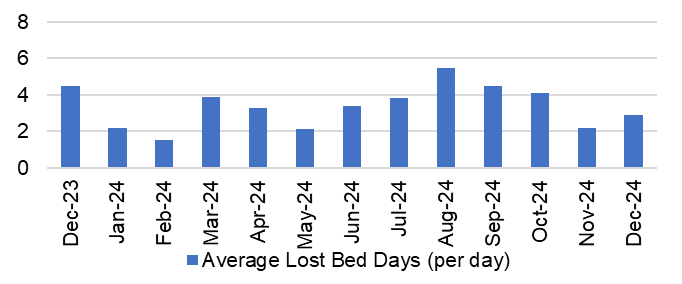 8
6
4
2
0
Dec-23
Jan-24
Feb-24
Mar-24
Apr-24
May-24
Jun-24
Jul-24
Aug-24
Sep-24
Oct-24
Nov-24
Dec-24
Average Lost Bed Days (per day)